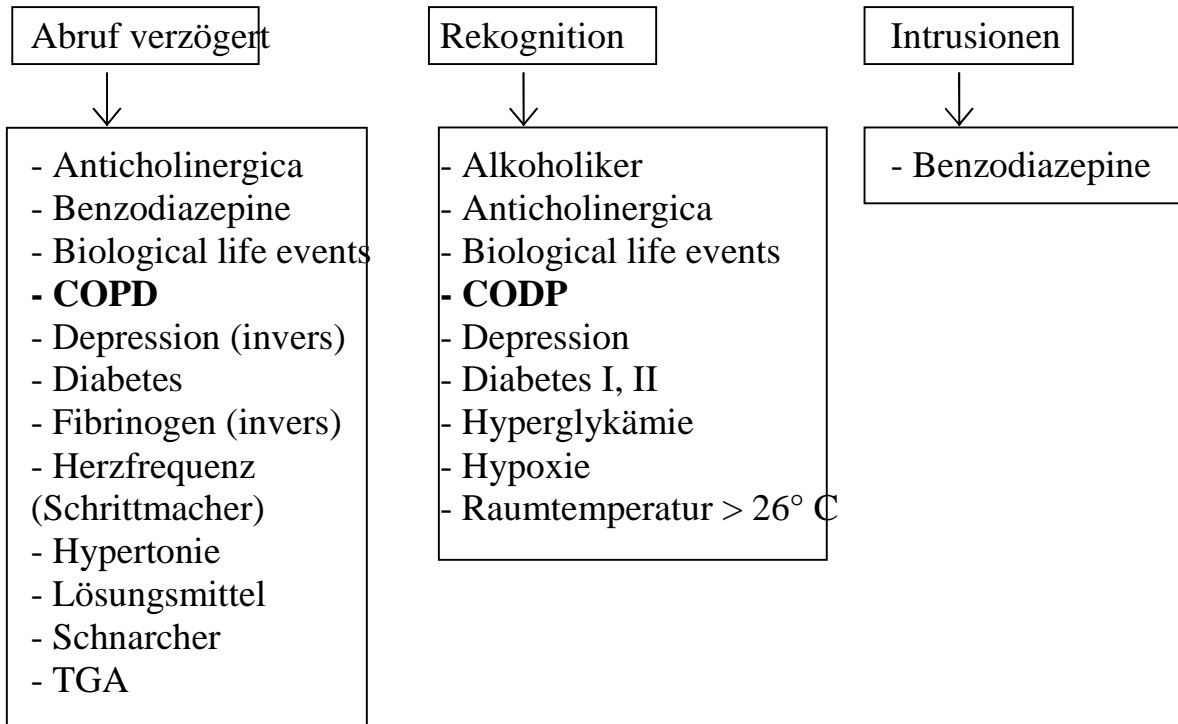 Abruf verzögert
- Anticholinergica
- Benzodiazepine
- Biological life events
- COPD
- Depression (invers)
- Diabetes
- Fibrinogen (invers)
- Herzfrequenz
(Schrittmacher)
- Hypertonie
- Lösungsmittel
- Schnarcher
- TGA
Rekognition
- Alkoholiker
- Anticholinergica
- Biological life events
- CODP
- Depression
- Diabetes I, II
- Hyperglykämie
- Hypoxie
- Raumtemperatur > 26° C
Intrusionen
- Benzodiazepine